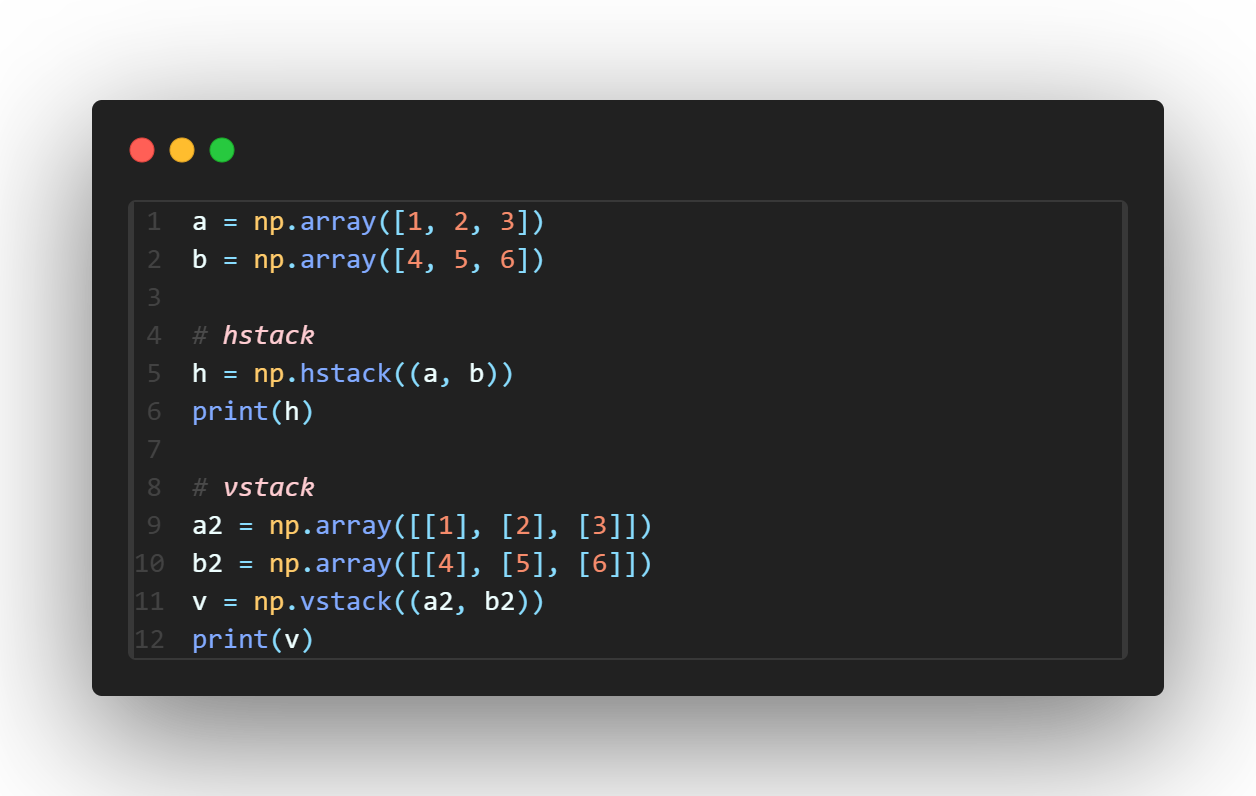 1 a = np.array([1, 2, 3])
2 b = np.array([4, 5, 6])
3
4 # hstack
5 h = np.hstack((a, b))
6 print(h)
7
8 # vstack
9 a2 = np.array([[1], [2], [3]])
10 b2 = np.array([[4], [5], [6]])
11 v = np.vstack((a2, b2))
12 print(v)